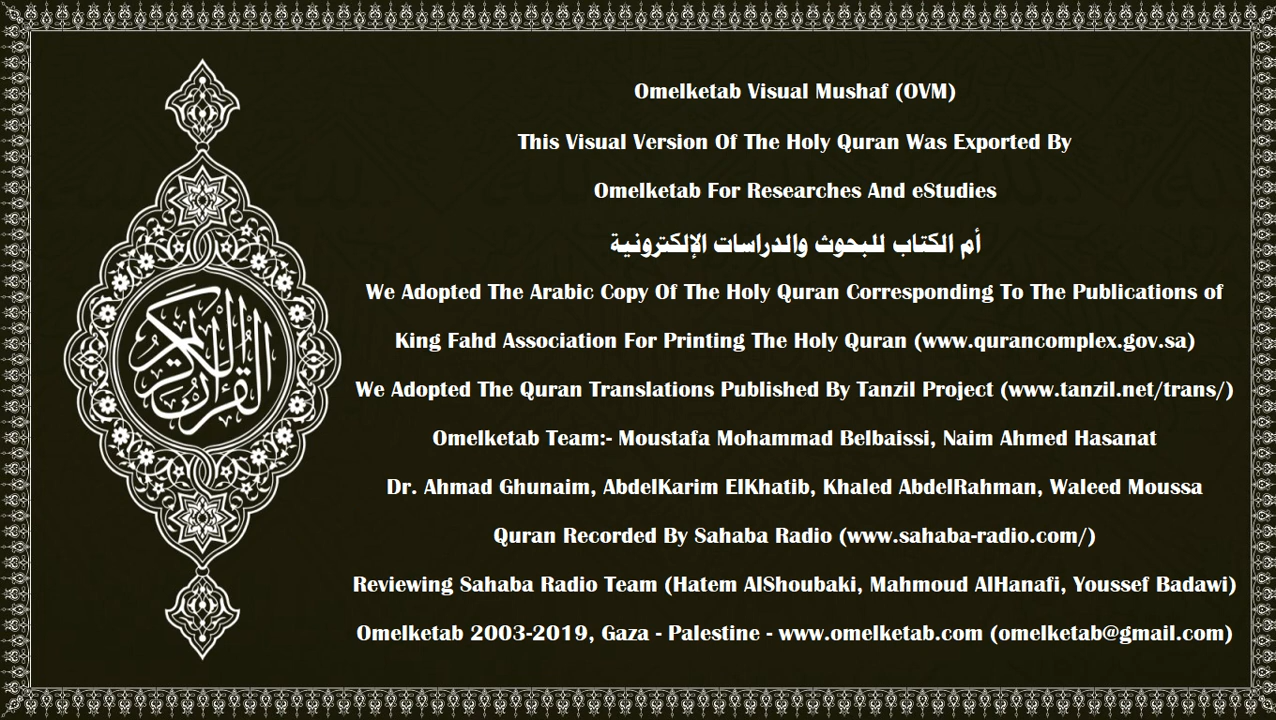 Omelketab Visual Mushaf (OVM)
This Visual Version Of The Holy Quran Was Exported By
Omelketab For Researches And eStudies
أم الكتاب للبحوث والدراسات الإلكترونية
We Adopted The Arabic Copy Of The Holy Quran Corresponding To The Publications of
King Fahd Association For Printing The Holy Quran (www.qurancomplex.gov.sa)
We Adopted The Quran Translations Published By Tanzil Project (www.tanzil.net/trans/)
Omelketab Team:- Moustafa Mohammad Belbaissi, Naim Ahmed Hasanat
Dr. Ahmad Ghunaim, AbdelKarim ElKhatib, Khaled AbdelRahman, Waleed Moussa
Quran Recorded By Sahaba Radio (www.sahaba-radio.com/)
Reviewing Sahaba Radio Team (Hatem AlShoubaki, Mahmoud AlHanafi, Youssef Badawi)
Omelketab 2003-2019, Gaza - Palestine - www.omelketab.com (omelketab@gmail.com)
القرآن الكريم